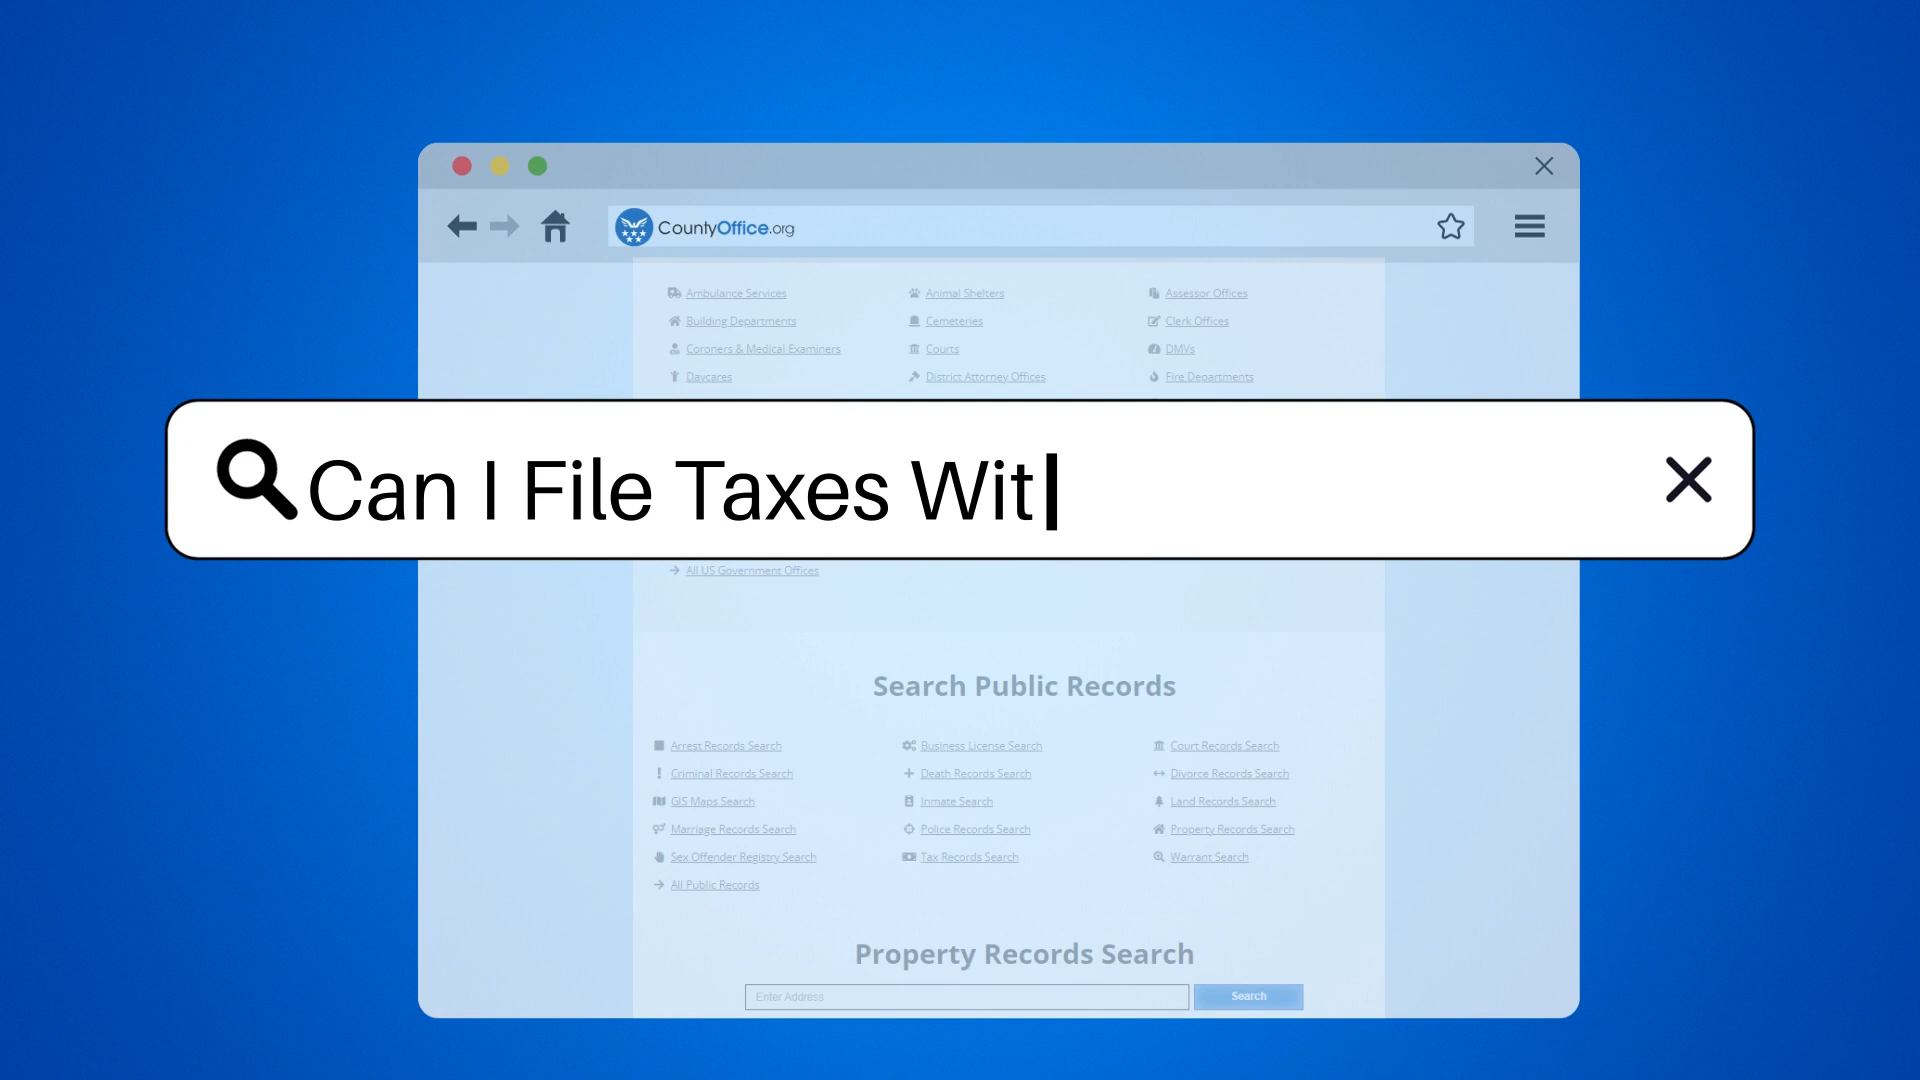 CountyOffice.org
Ambulance Services Animal Shelters Assessor Offices
Building Departments Cemeteries Clerk Offices
Coroners & Medical Examiners Courts DMVs
Daycares District Attorney Offices Fire Departments
Can I File Taxes Wit
All US Government Offices
Search Public Records
Arrest Records Search Business License Search Court Records Search
Criminal Records Search Death Records Search Divorce Records Search
GIS Maps Search Inmate Search Land Records Search
Marriage Records Search Police Records Search Property Records Search
Sex Offender Registry Search Tax Records Search Warrant Search
All Public Records
Property Records Search
Enter Address Search